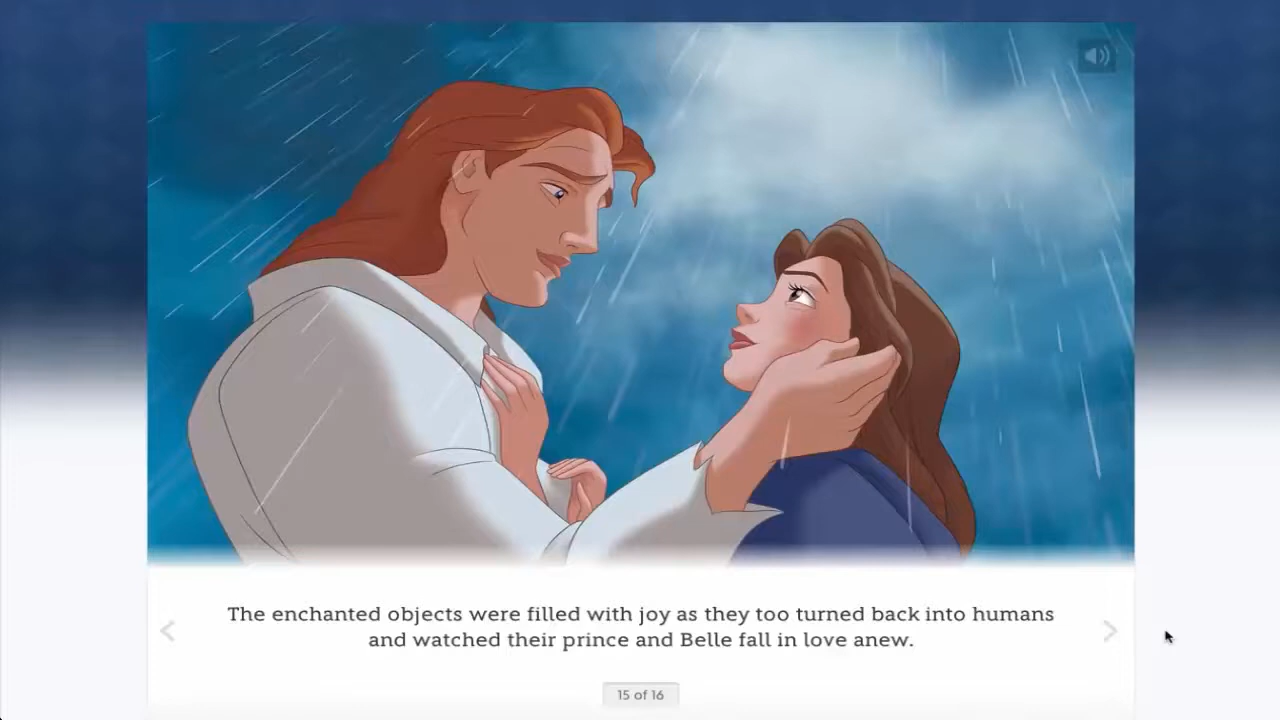 The enchanted objects were filled with joy as they too turned back into humans
and watched their prince and Belle fall in love anew.
15 of 16